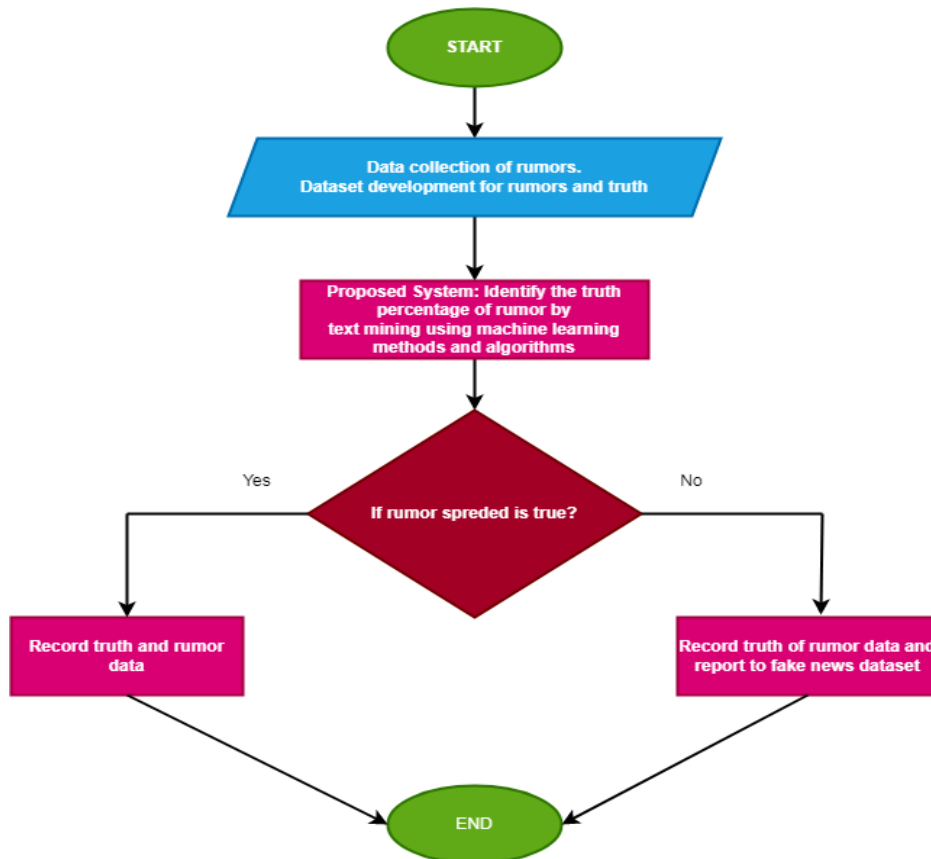 START
Data collection of rumors.
Dataset development for rumors and truth
Proposed System: Identify the truth
percentage of rumor by
text mining using machine learning
methods and algorithms
Yes
No
If rumor spreded is true?
Record truth and rumor
data
Record truth of rumor data and
report to fake news dataset
END